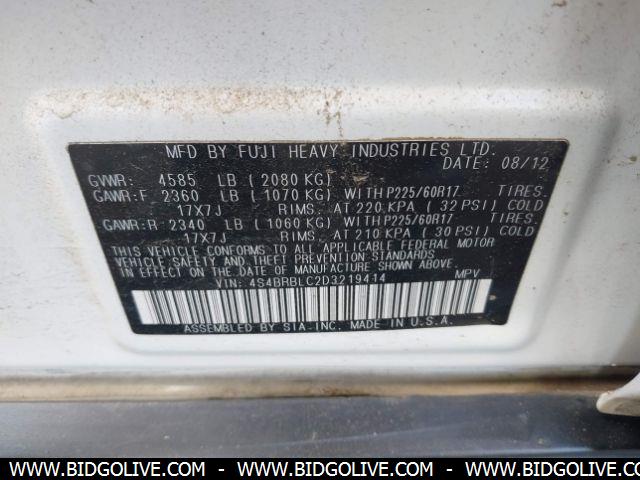 MFD BY FUJI HEAVY INDUSTRIES LTD.
DATE: 08/12
GVWR: 4585 LB ( 2080 KG)
GAWR:F 2360 LB ( 1070 KG) WITH P225/60R17 TIRES.
17X7J RIMS, AT 220 KPA ( 32 PSI) COLD
GAWR:R 2340 LB ( 1060 KG) WITH P225/60R17 TIRES.
17X7J RIMS, AT 210 KPA ( 30 PSI) COLD
THIS VEHICLE CONFORMS TO ALL APPLICABLE FEDERAL MOTOR
VEHICLE SAFETY AND THEFT PREVENTION STANDARDS
IN EFFECT ON THE DATE OF MANUFACTURE SHOWN ABOVE.
VIN: 4S4BRBLC2D3219414 MPV
ASSEMBLED BY SIA-INC. MADE IN U.S.A.
WWW.BIDGOLIVE.COM - WWW.BIDGOLIVE.COM - WWW.BIDGOLIVE.COM